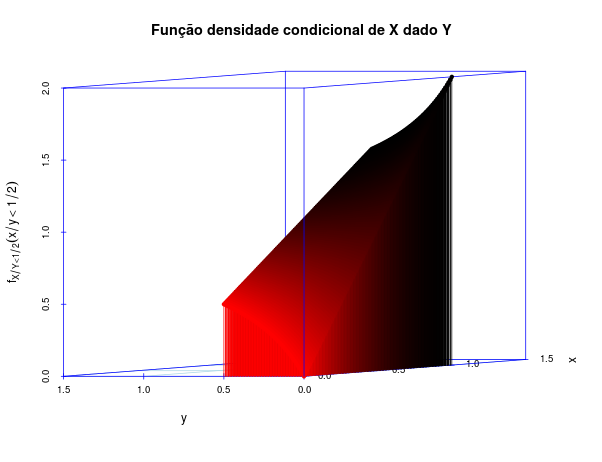 Função densidade condicional de X dado Y
f_{X/Y<1/2}(x/y<1/2)
2.0
1.5
1.0
0.5
0.0
1.5 1.0 0.5 0.0
y
0.0 0.5 1.0 1.5
x